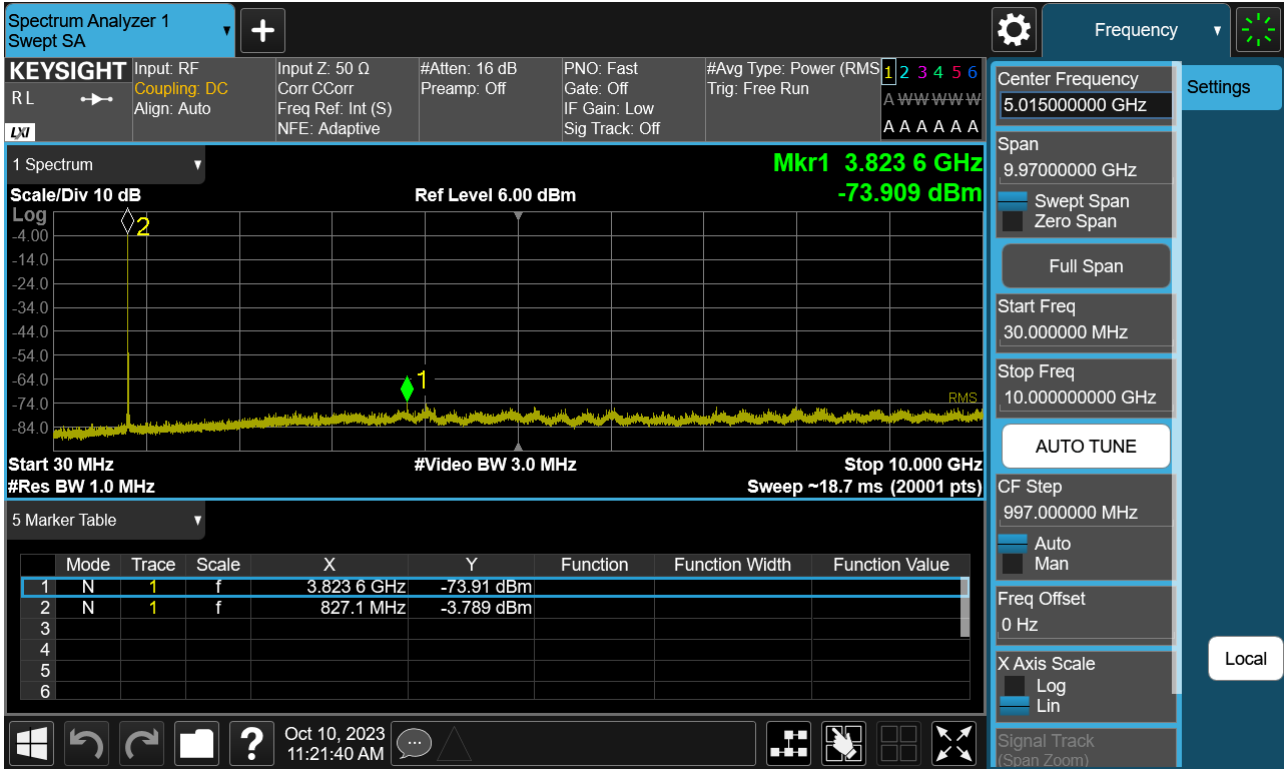 Spectrum Analyzer 1
Swept SA
+
Frequency
KEYSIGHT
R L
LXI
Input: RF
Coupling: DC
Align: Auto
Input Z: 50 Ω
Corr CCorr
Freq Ref: Int (S)
NFE: Adaptive
#Atten: 16 dB
Preamp: Off
PNO: Fast
Gate: Off
IF Gain: Low
Sig Track: Off
#Avg Type: Power (RMS
Trig: Free Run
1 2 3 4 5 6
A W W W W W
A A A A A A
1 Spectrum
Mkr1 3.823 6 GHz
-73.909 dBm
Scale/Div 10 dB
Ref Level 6.00 dBm
Log
-4.00
-14.0
-24.0
-34.0
-44.0
-54.0
-64.0
-74.0
-84.0
2
1
RMS
Start 30 MHz
#Video BW 3.0 MHz
Stop 10.000 GHz
#Res BW 1.0 MHz
Sweep ~18.7 ms (20001 pts)
5 Marker Table
Mode Trace Scale X Y Function Function Width Function Value
1 N 1 f 3.823 6 GHz -73.91 dBm
2 N 1 f 827.1 MHz -3.789 dBm
3
4
5
6
?
Oct 10, 2023
11:21:40 AM
Center Frequency
5.015000000 GHz
Span
9.97000000 GHz
Swept Span
Zero Span
Full Span
Start Freq
30.000000 MHz
Stop Freq
10.000000000 GHz
AUTO TUNE
CF Step
997.000000 MHz
Auto
Man
Freq Offset
0 Hz
X Axis Scale
Log
Lin
Signal Track
(Span Zoom)
Settings
Local